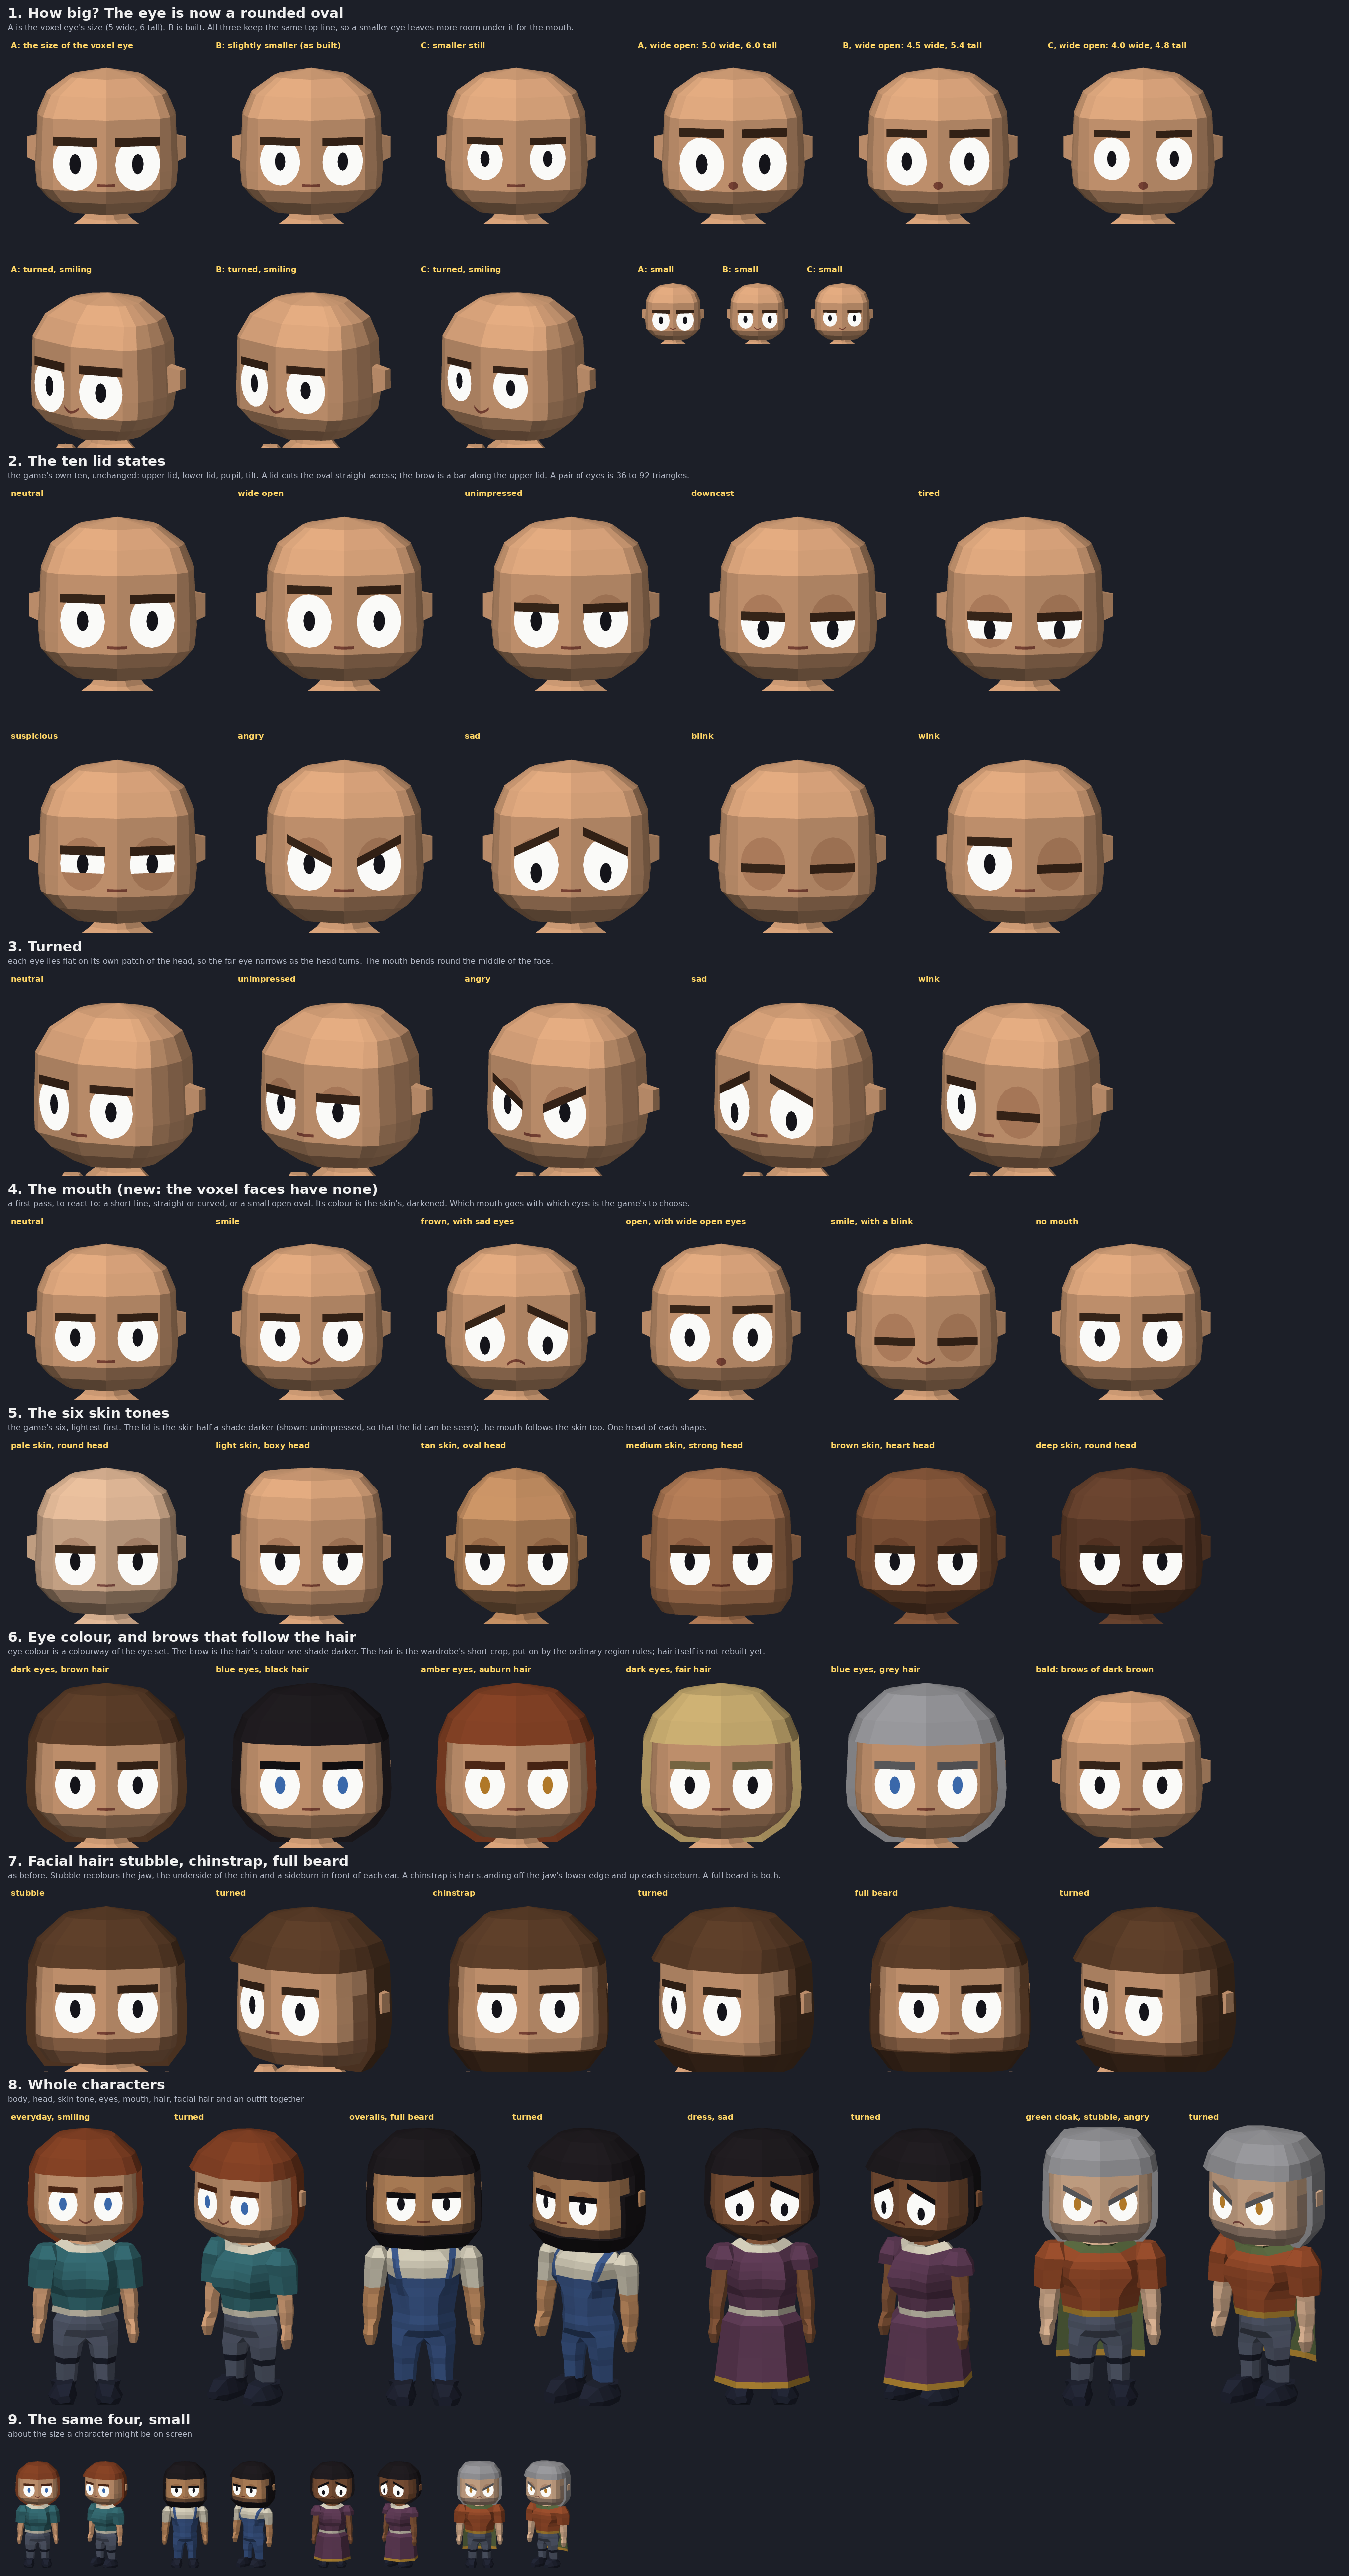 1. How big? The eye is now a rounded oval
A is the voxel eye's size (5 wide, 6 tall). B is built. All three keep the same top line, so a smaller eye leaves more room under it for the mouth.
A: the size of the voxel eye
B: slightly smaller (as built)
C: smaller still
A, wide open: 5.0 wide, 6.0 tall
B, wide open: 4.5 wide, 5.4 tall
C, wide open: 4.0 wide, 4.8 tall
A: turned, smiling
B: turned, smiling
C: turned, smiling
A: small
B: small
C: small
2. The ten lid states
the game's own ten, unchanged: upper lid, lower lid, pupil, tilt. A lid cuts the oval straight across; the brow is a bar along the upper lid. A pair of eyes is 36 to 92 triangles.
neutral
wide open
unimpressed
downcast
tired
suspicious
angry
sad
blink
wink
3. Turned
each eye lies flat on its own patch of the head, so the far eye narrows as the head turns. The mouth bends round the middle of the face.
neutral
unimpressed
angry
sad
wink
4. The mouth (new: the voxel faces have none)
a first pass, to react to: a short line, straight or curved, or a small open oval. Its colour is the skin's, darkened. Which mouth goes with which eyes is the game's to choose.
neutral
smile
frown, with sad eyes
open, with wide open eyes
smile, with a blink
no mouth
5. The six skin tones
the game's six, lightest first. The lid is the skin half a shade darker (shown: unimpressed, so that the lid can be seen); the mouth follows the skin too. One head of each shape.
pale skin, round head
light skin, boxy head
tan skin, oval head
medium skin, strong head
brown skin, heart head
deep skin, round head
6. Eye colour, and brows that follow the hair
eye colour is a colourway of the eye set. The brow is the hair's colour one shade darker. The hair is the wardrobe's short crop, put on by the ordinary region rules; hair itself is not rebuilt yet.
dark eyes, brown hair
blue eyes, black hair
amber eyes, auburn hair
dark eyes, fair hair
blue eyes, grey hair
bald: brows of dark brown
7. Facial hair: stubble, chinstrap, full beard
as before. Stubble recolours the jaw, the underside of the chin and a sideburn in front of each ear. A chinstrap is hair standing off the jaw's lower edge and up each sideburn. A full beard is both.
stubble
turned
chinstrap
turned
full beard
turned
8. Whole characters
body, head, skin tone, eyes, mouth, hair, facial hair and an outfit together
everyday, smiling
turned
overalls, full beard
turned
dress, sad
turned
green cloak, stubble, angry
turned
9. The same four, small
about the size a character might be on screen